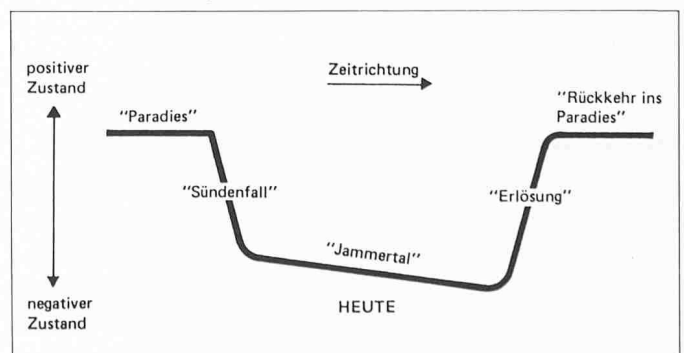 positiver
Zustand
Zeitrichtung
"Rückkehr ins
Paradies"
"Paradies"
"Sündenfall"
"Erlösung"
"Jammertal"
negativer
Zustand
HEUTE